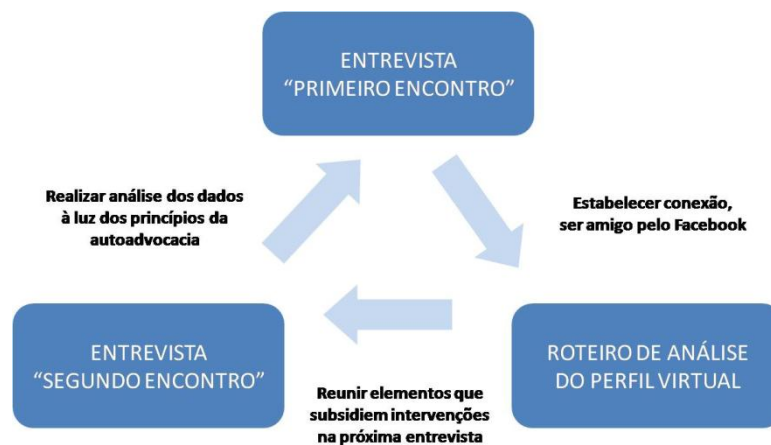 ENTREVISTA
“PRIMEIRO ENCONTRO”
Realizar análise dos dados
à luz dos princípios da
autoadvocacia
Estabelecer conexão,
ser amigo pelo Facebook
ENTREVISTA
“SEGUNDO ENCONTRO”
ROTEIRO DE ANÁLISE
DO PERFIL VIRTUAL
Reunir elementos que
subsidiem intervenções
na próxima entrevista